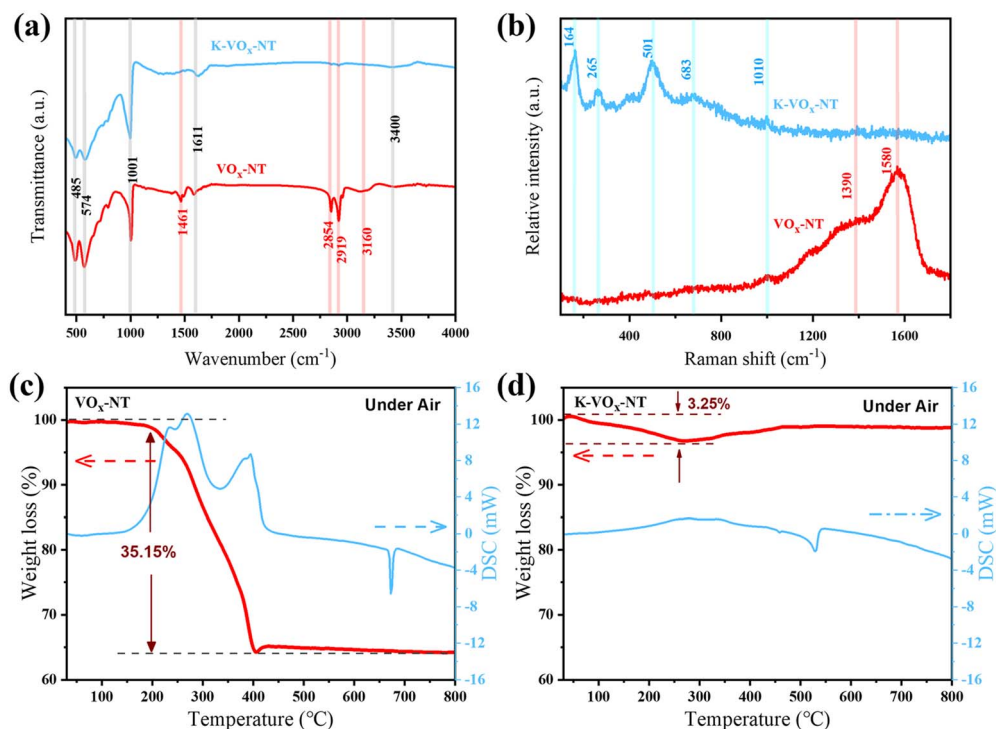 (a)
K-VOₓ-NT
VOₓ-NT
485
574
1001
1461
1611
2854
2919
3160
3400
Transmittance (a.u.)
500 1000 1500 2000 2500 3000 3500 4000
Wavenumber (cm⁻¹)
(b)
164
265
501
683
1010
K-VOₓ-NT
1390
1580
VOₓ-NT
Relative intensity (a.u.)
400 800 1200 1600
Raman shift (cm⁻¹)
(c)
VOₓ-NT
Under Air
35.15%
Weight loss (%)
100
90
80
70
60
DSC (mW)
16
12
8
4
0
-4
-8
-12
-16
100 200 300 400 500 600 700 800
Temperature (℃)
(d)
K-VOₓ-NT
3.25%
Under Air
Weight loss (%)
100
90
80
70
60
DSC (mW)
16
12
8
4
0
-4
-8
-12
-16
100 200 300 400 500 600 700 800
Temperature (℃)